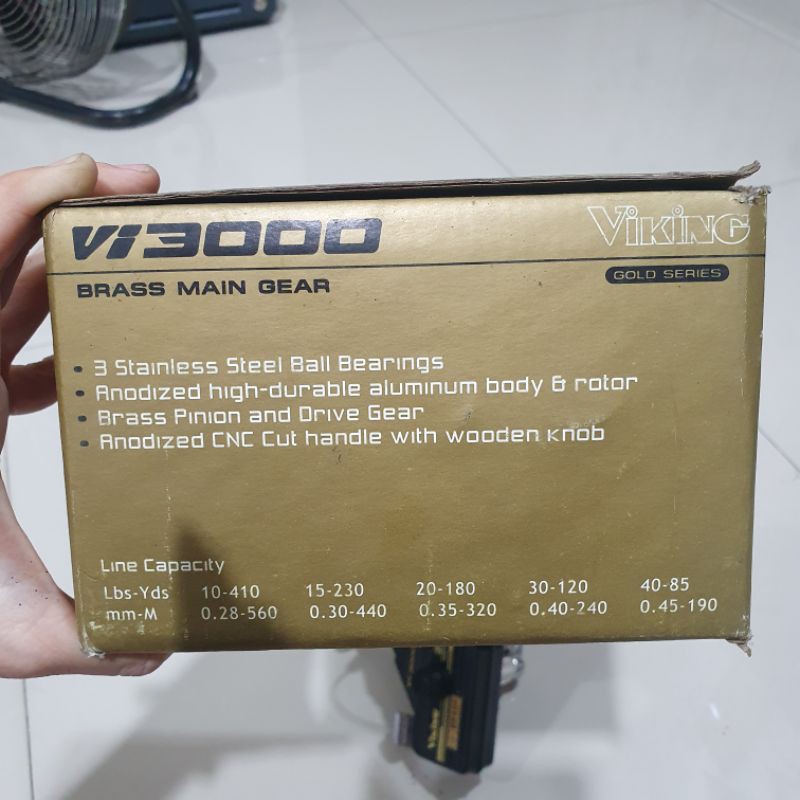 Vi3000
VIKING
GOLD SERIES
BRASS MAIN GEAR
• 3 Stainless Steel Ball Bearings
• Anodized high-durable aluminum body & rotor
• Brass Pinion and Drive Gear
• Anodized CNC Cut handle with wooden knob
Line Capacity
Lbs-Yds 10-410 15-230 20-180 30-120 40-85
mm-M 0.28-560 0.30-440 0.35-320 0.40-240 0.45-190